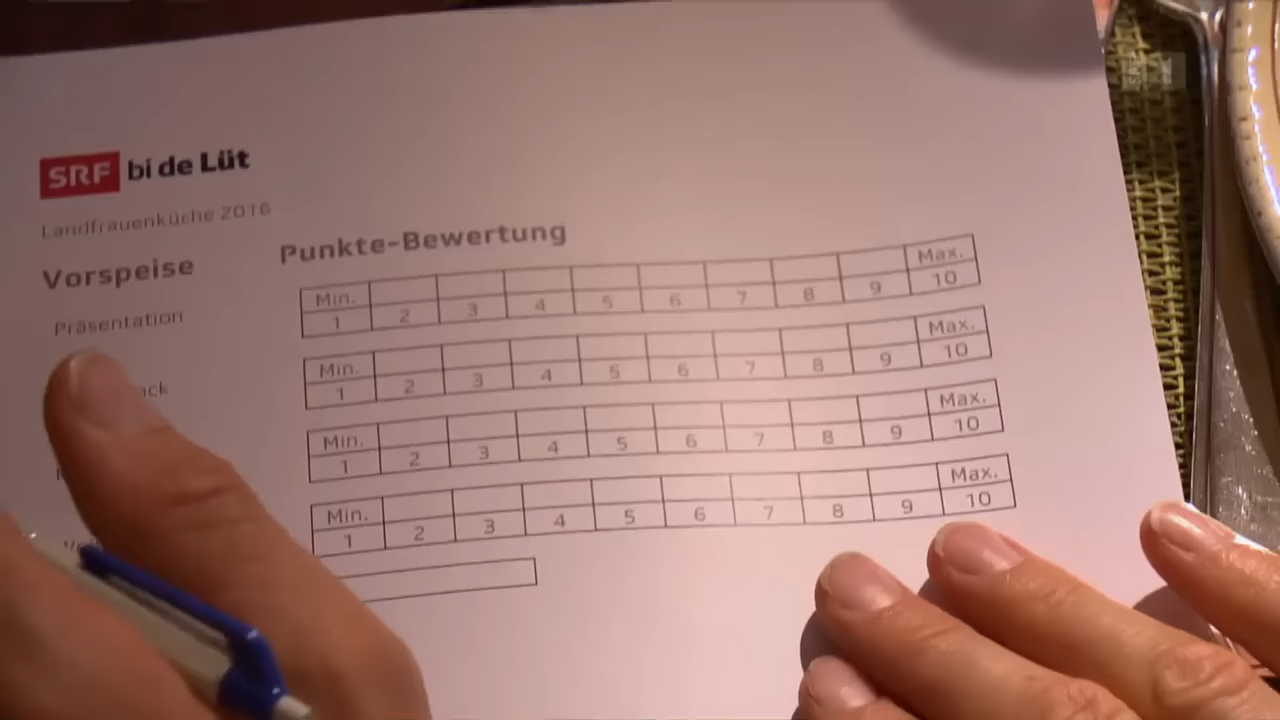 SRF bi de Lüt
Landfrauenküche 2016
Vorspeise
Punkte-Bewertung
Präsentation
Min. Max.
1 2 3 4 5 6 7 8 9 10
Min. Max.
1 2 3 4 5 6 7 8 9 10
Min. Max.
1 2 3 4 5 6 7 8 9 10
Min. Max.
1 2 3 4 5 6 7 8 9 10